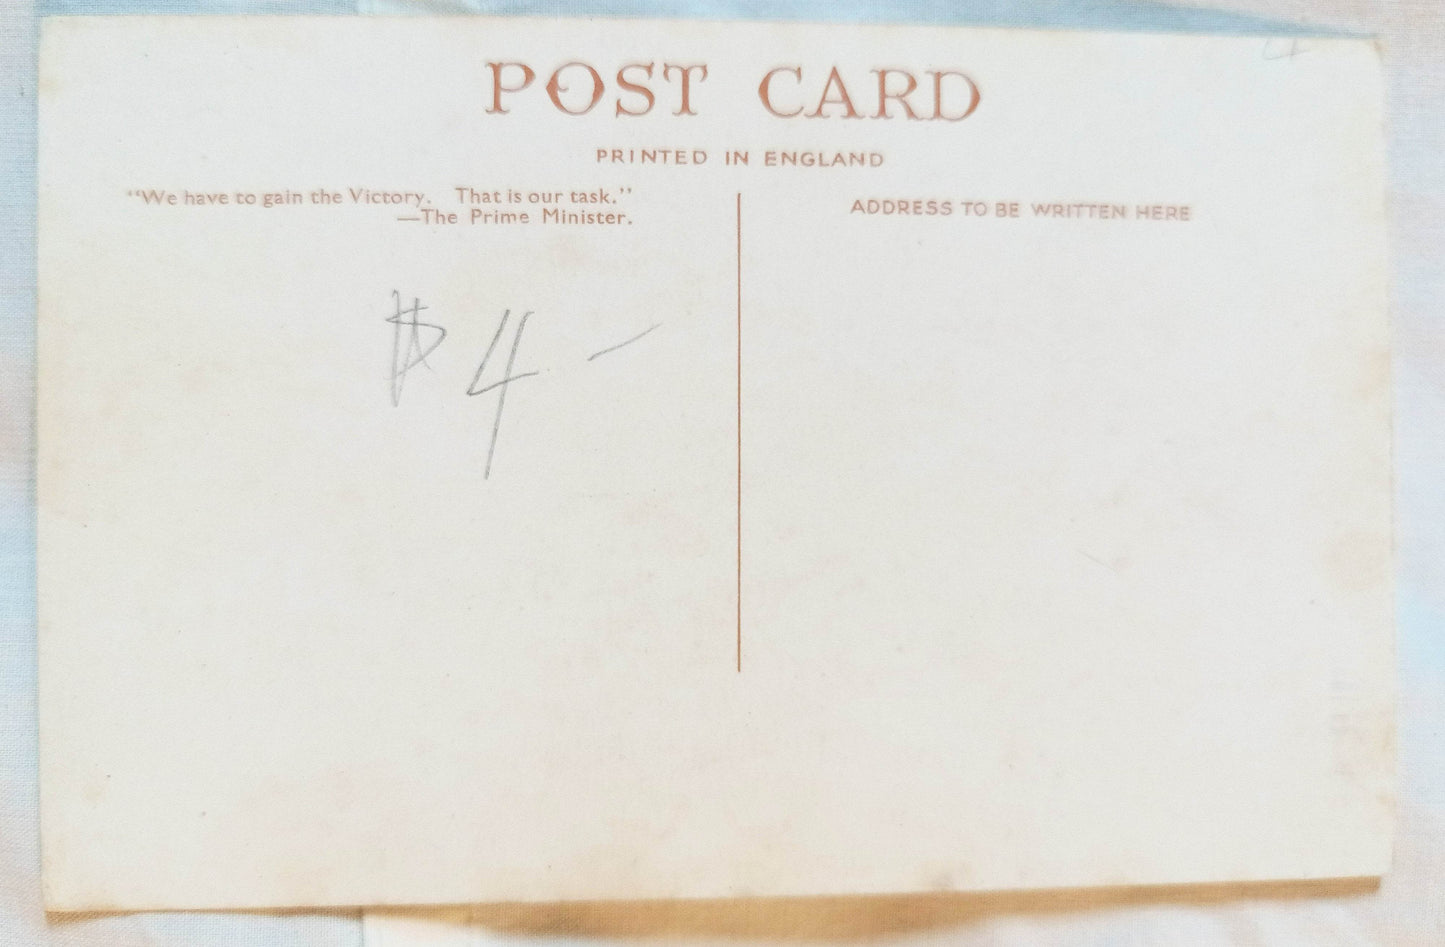 4
POST CARD
PRINTED IN ENGLAND
"We have to gain the Victory. That is our task."
—The Prime Minister.
ADDRESS TO BE WRITTEN HERE
$ 4 –